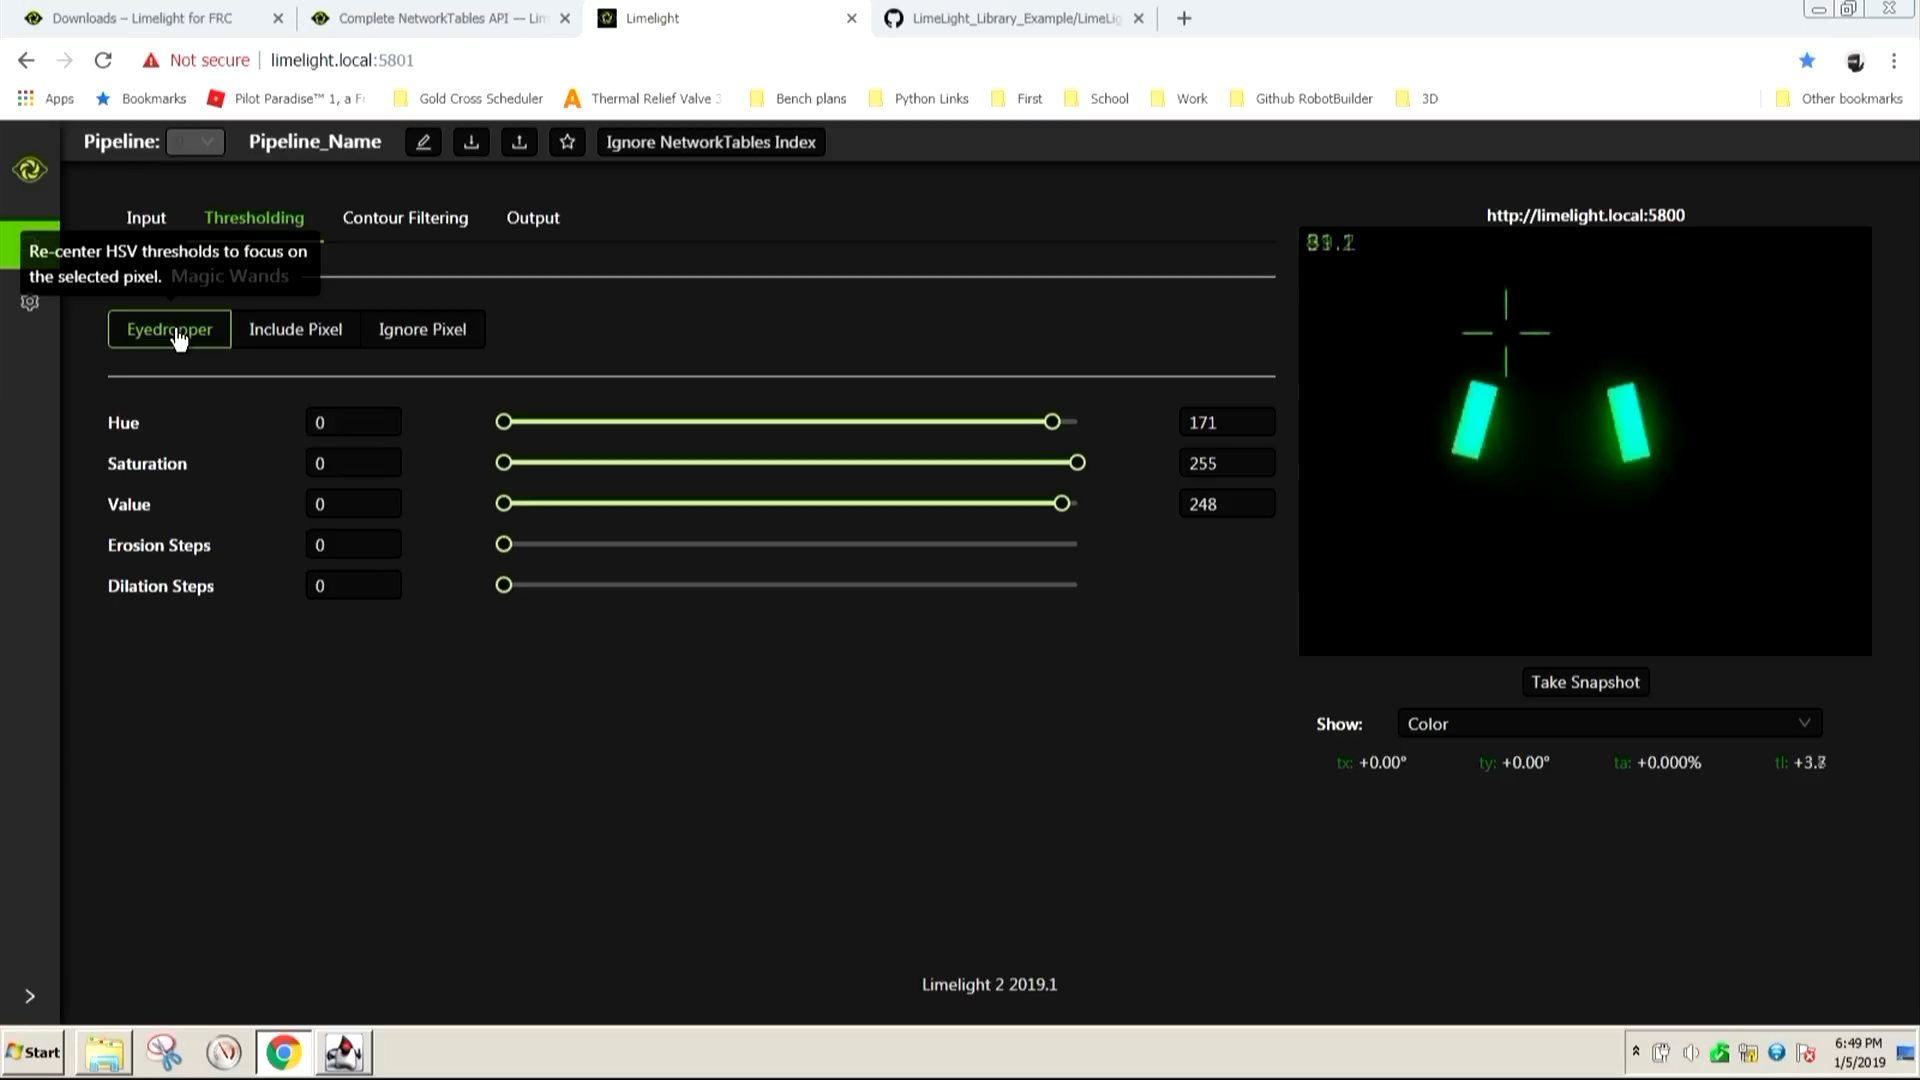 Downloads – Limelight for FRC
Complete NetworkTables API — Lim
Limelight
LimeLight_Library_Example/LimeLig
Not secure
limelight.local:5801
Apps
Bookmarks
Pilot Paradise™ 1, a Fr
Gold Cross Scheduler
Thermal Relief Valve 3
Bench plans
Python Links
First
School
Work
Github RobotBuilder
3D
Other bookmarks
Pipeline:
Pipeline_Name
Ignore NetworkTables Index
Input
Thresholding
Contour Filtering
Output
http://limelight.local:5800
Re-center HSV thresholds to focus on
the selected pixel.
Magic Wands
Eyedropper
Include Pixel
Ignore Pixel
Hue 0 171
Saturation 0 255
Value 0 248
Erosion Steps 0
Dilation Steps 0
Take Snapshot
Show: Color
tx: +0.00°
ty: +0.00°
ta: +0.000%
tl:
Limelight 2 2019.1
Start
6:49 PM
1/5/2019